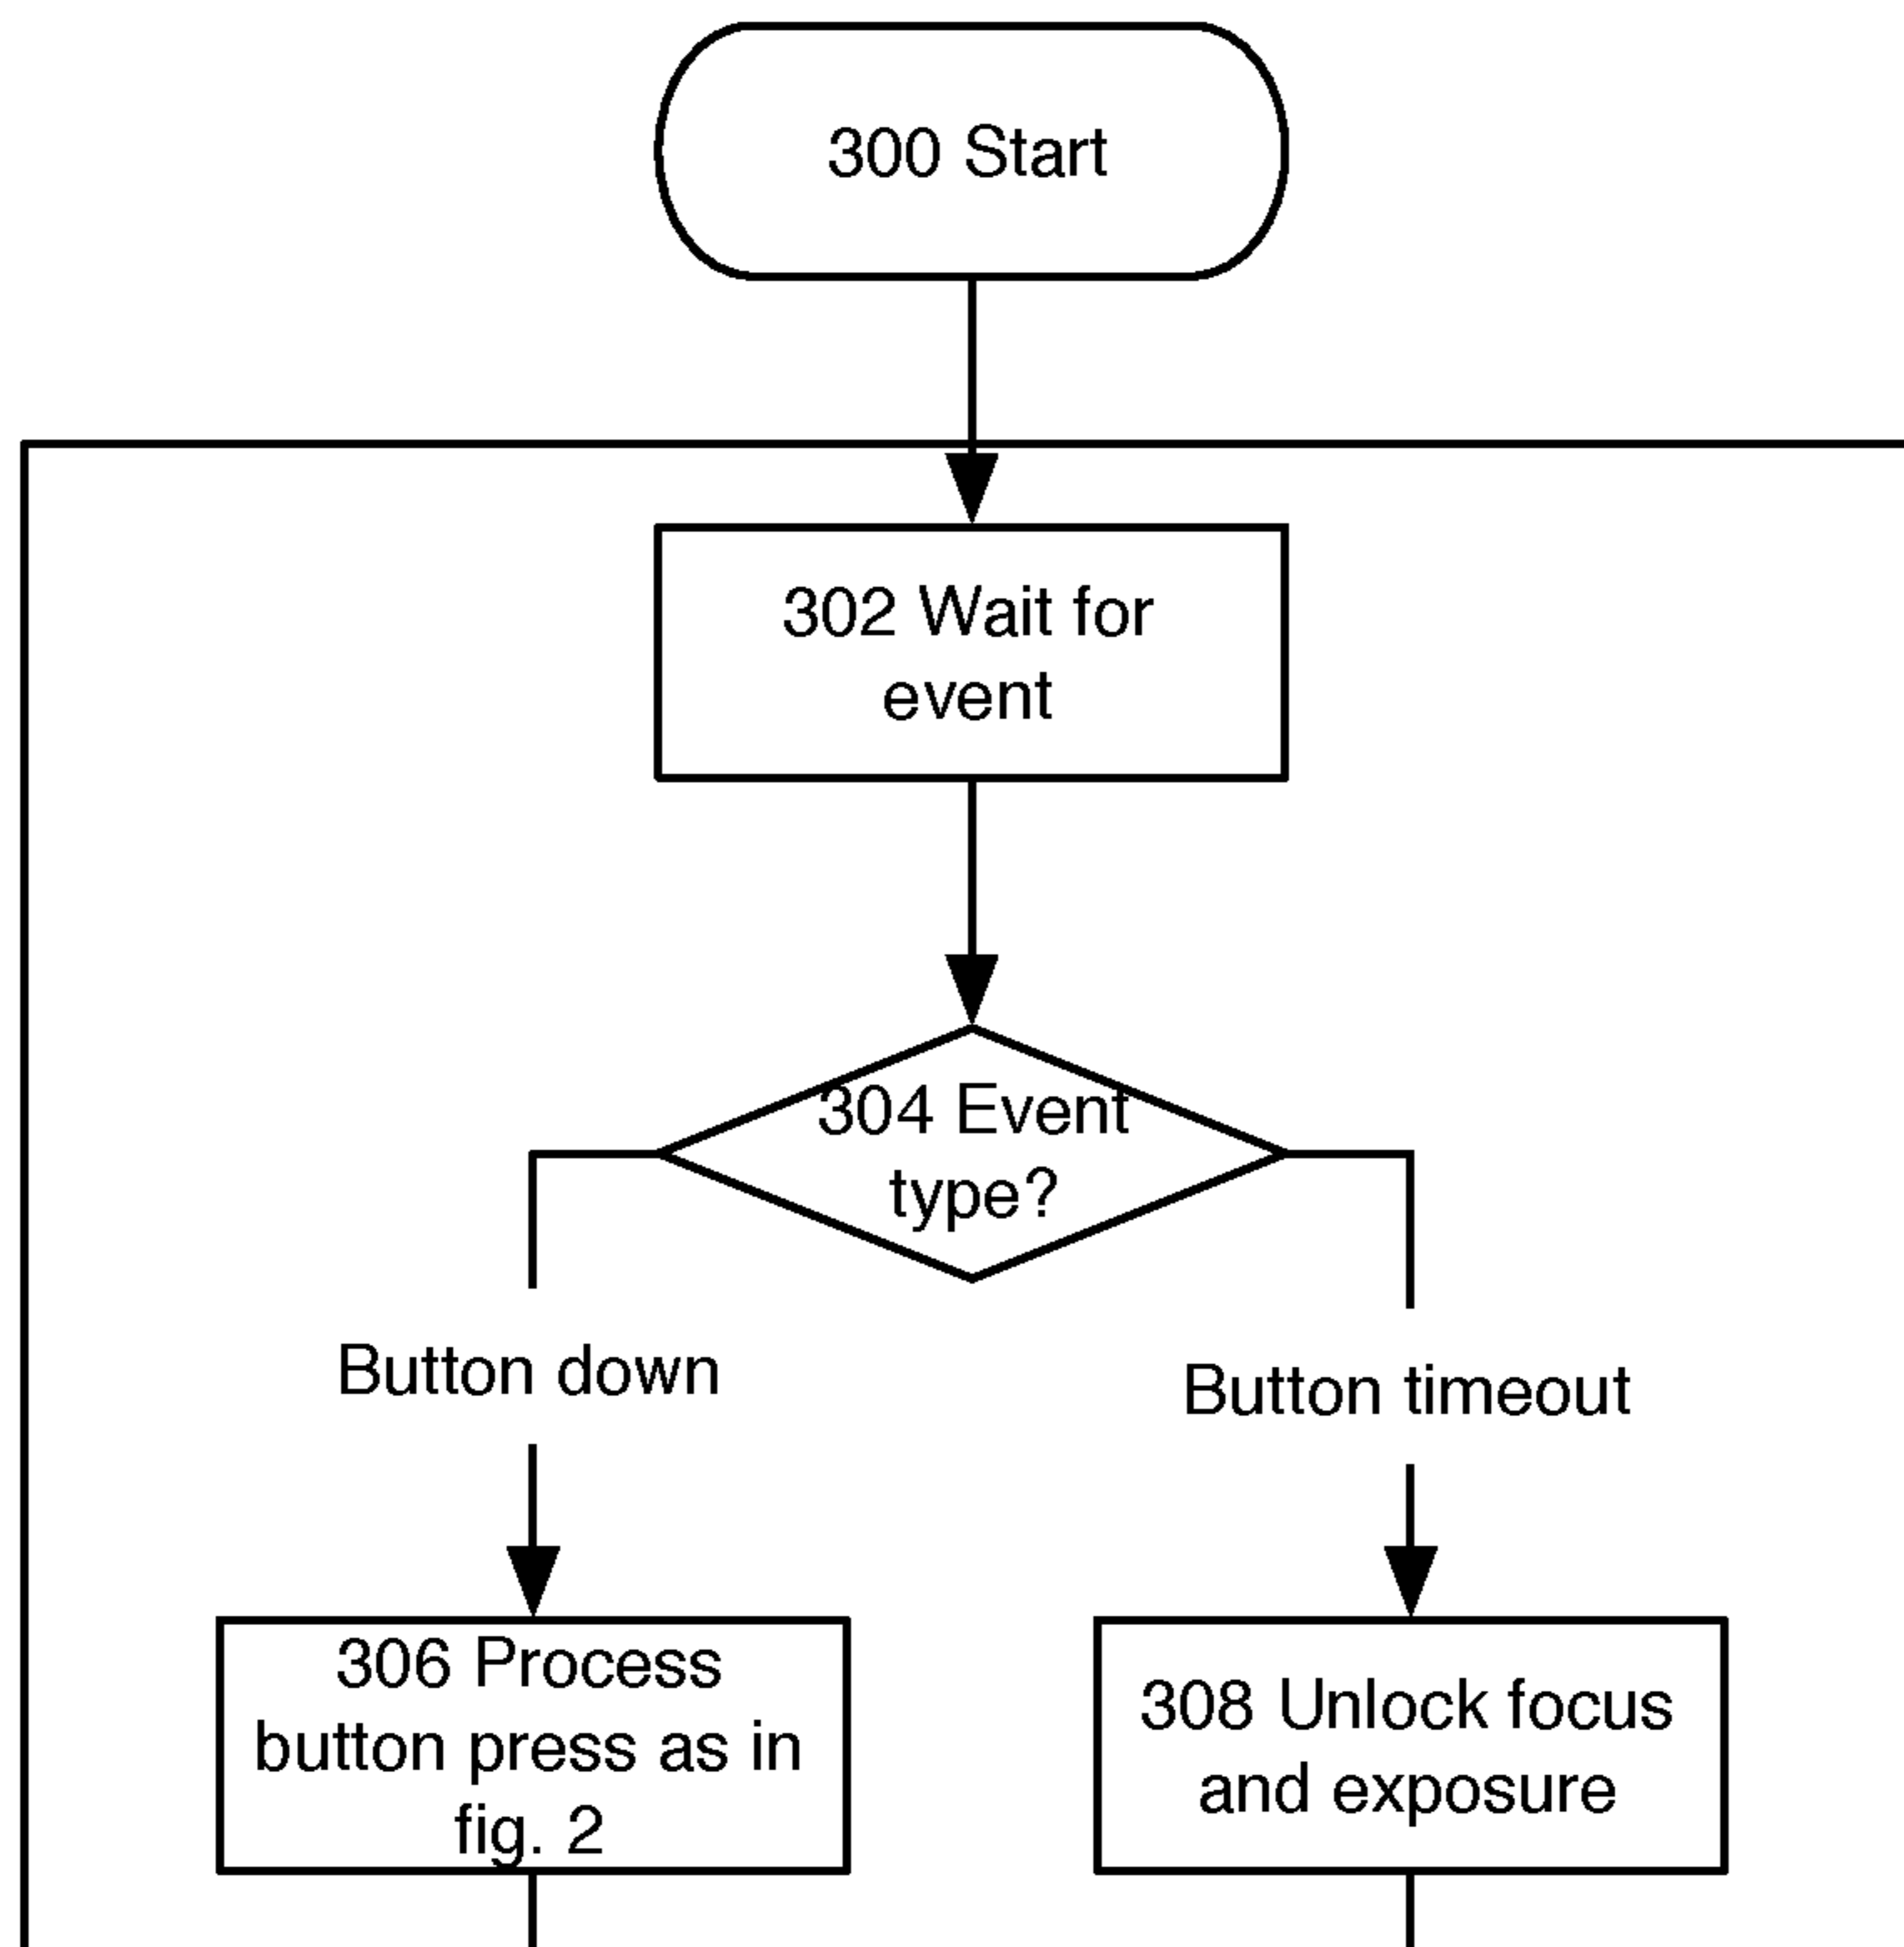 300 Start
302 Wait for
event
304 Event
type?
Button down
Button timeout
306 Process
button press as in
fig. 2
308 Unlock focus
and exposure